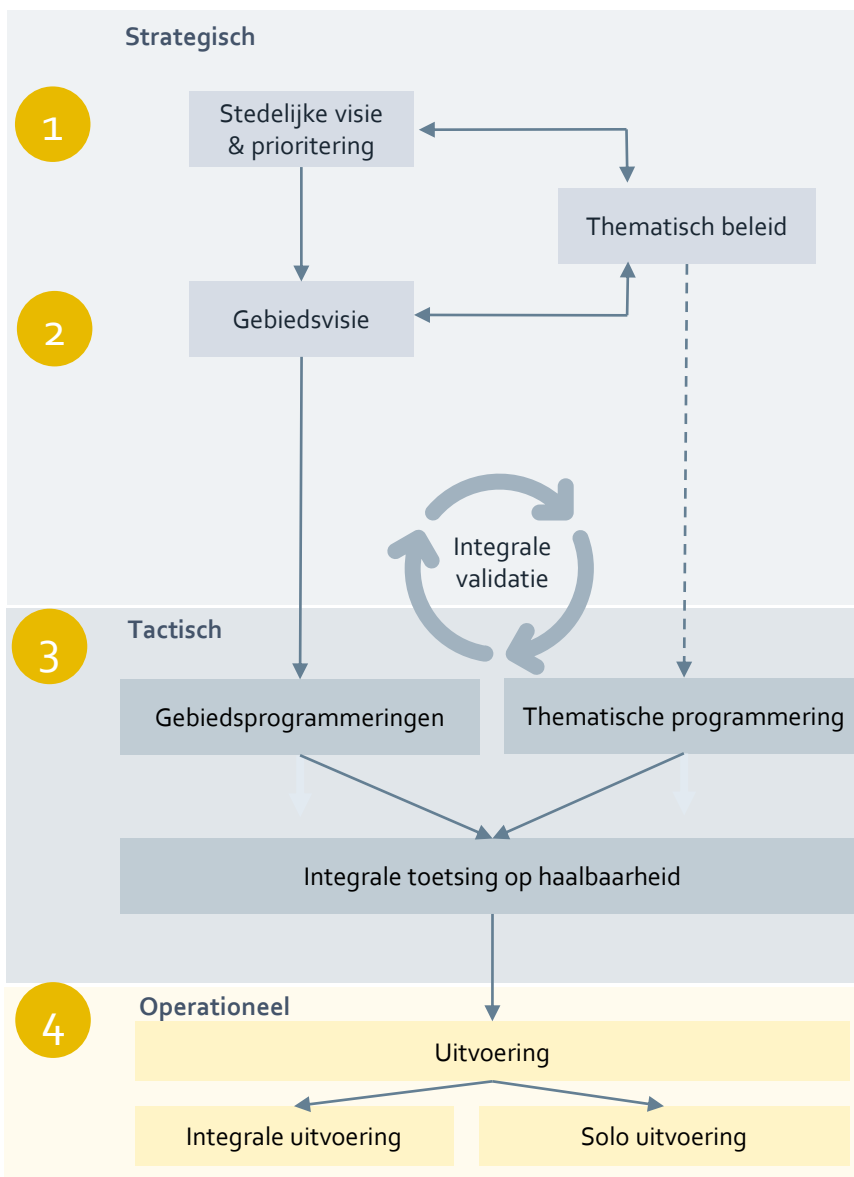 Strategisch
1
Stedelijke visie
& prioritering
Thematisch beleid
2
Gebiedsvisie
Integrale
validatie
3
Tactisch
Gebiedsprogrammeringen
Thematische programmering
Integrale toetsing op haalbaarheid
4
Operationeel
Uitvoering
Integrale uitvoering
Solo uitvoering